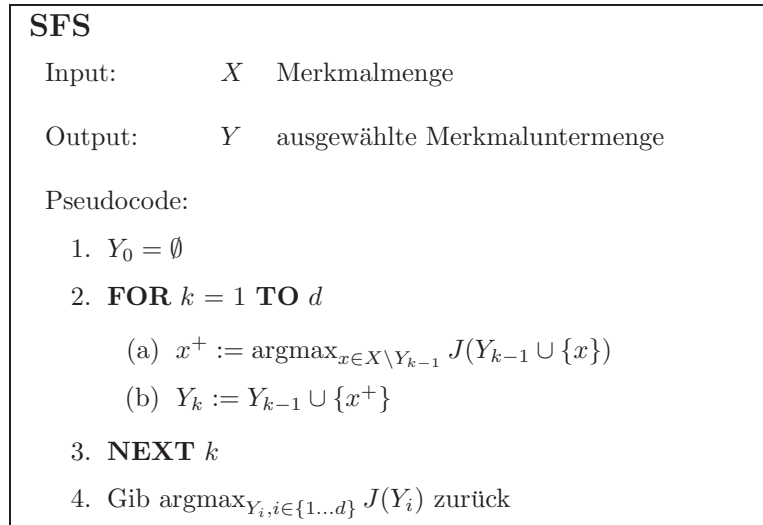 SFS
Input: X Merkmalmenge
Output: Y ausgewählte Merkmaluntermenge
Pseudocode:
1. Y₀ = ∅
2. FOR k = 1 TO d
(a) x⁺ := argmax_{x∈X\Y_{k−1}} J(Y_{k−1} ∪ {x})
(b) Y_k := Y_{k−1} ∪ {x⁺}
3. NEXT k
4. Gib argmax_{Y_i,i∈{1...d}} J(Y_i) zurück